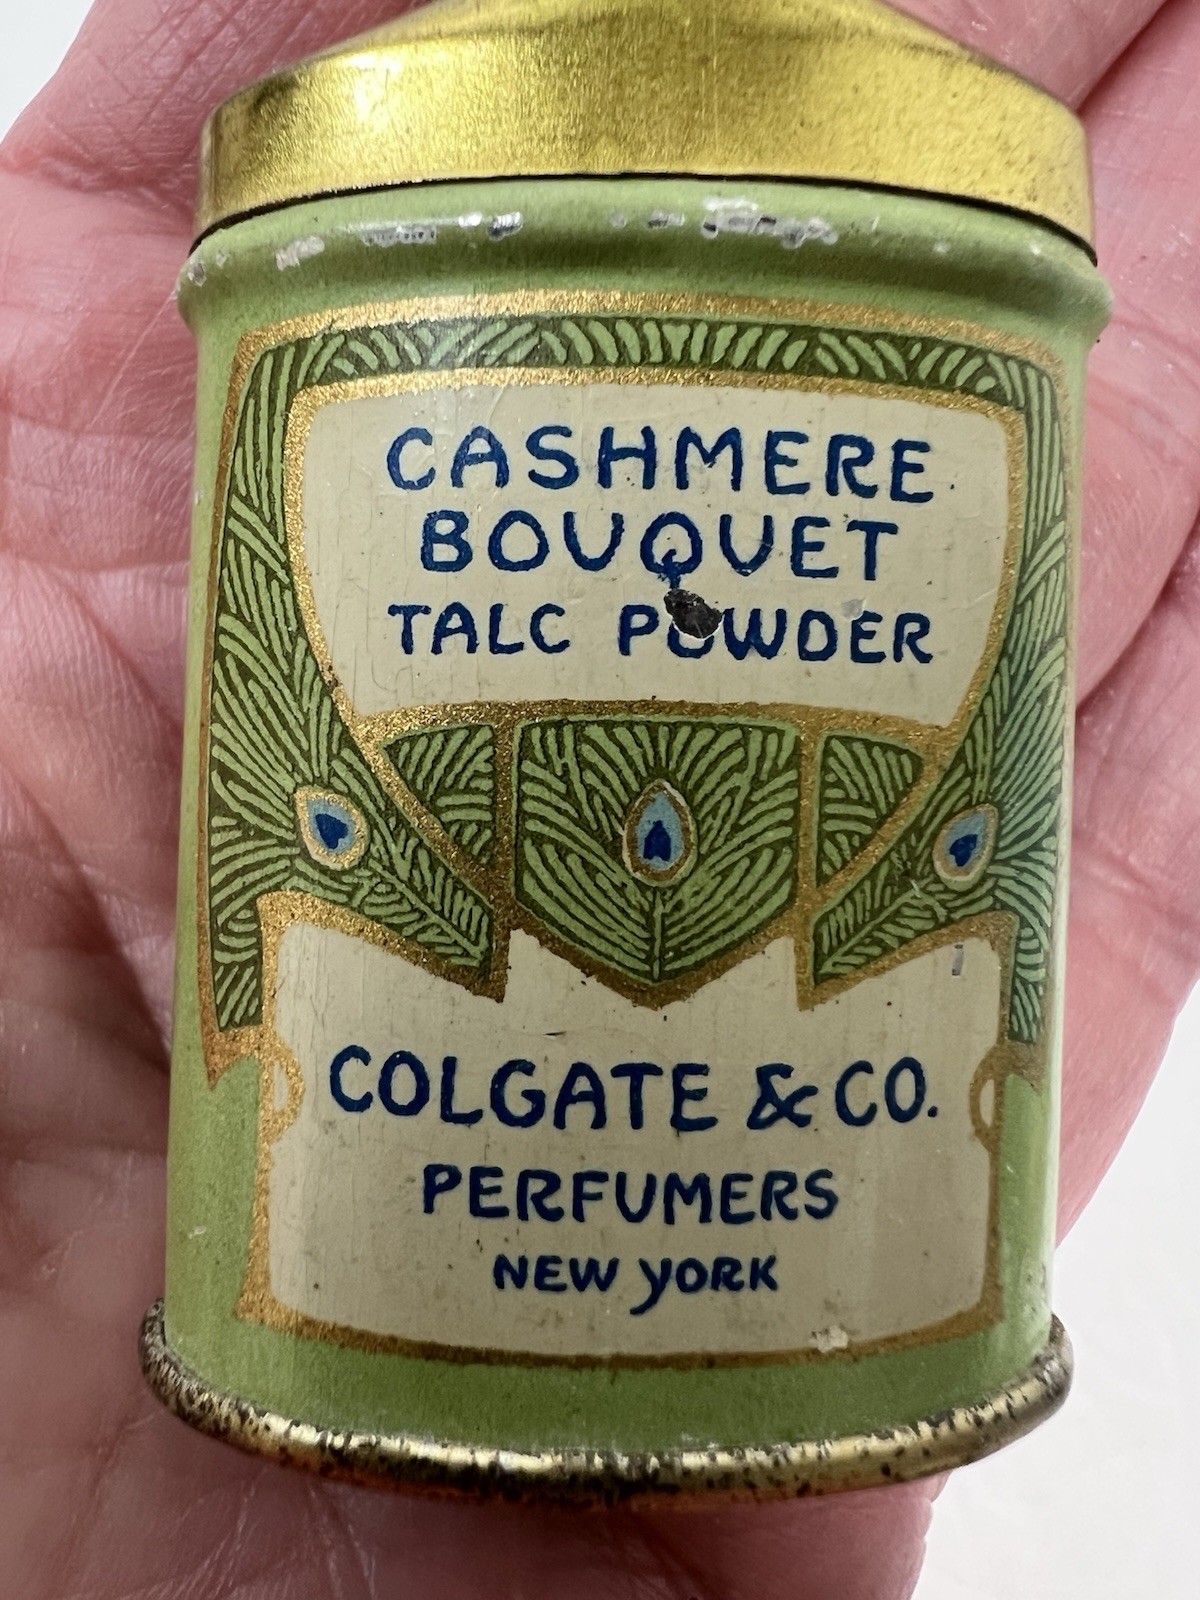 CASHMERE
BOUQUET
TALC POWDER
COLGATE & CO.
PERFUMERS
NEW YORK